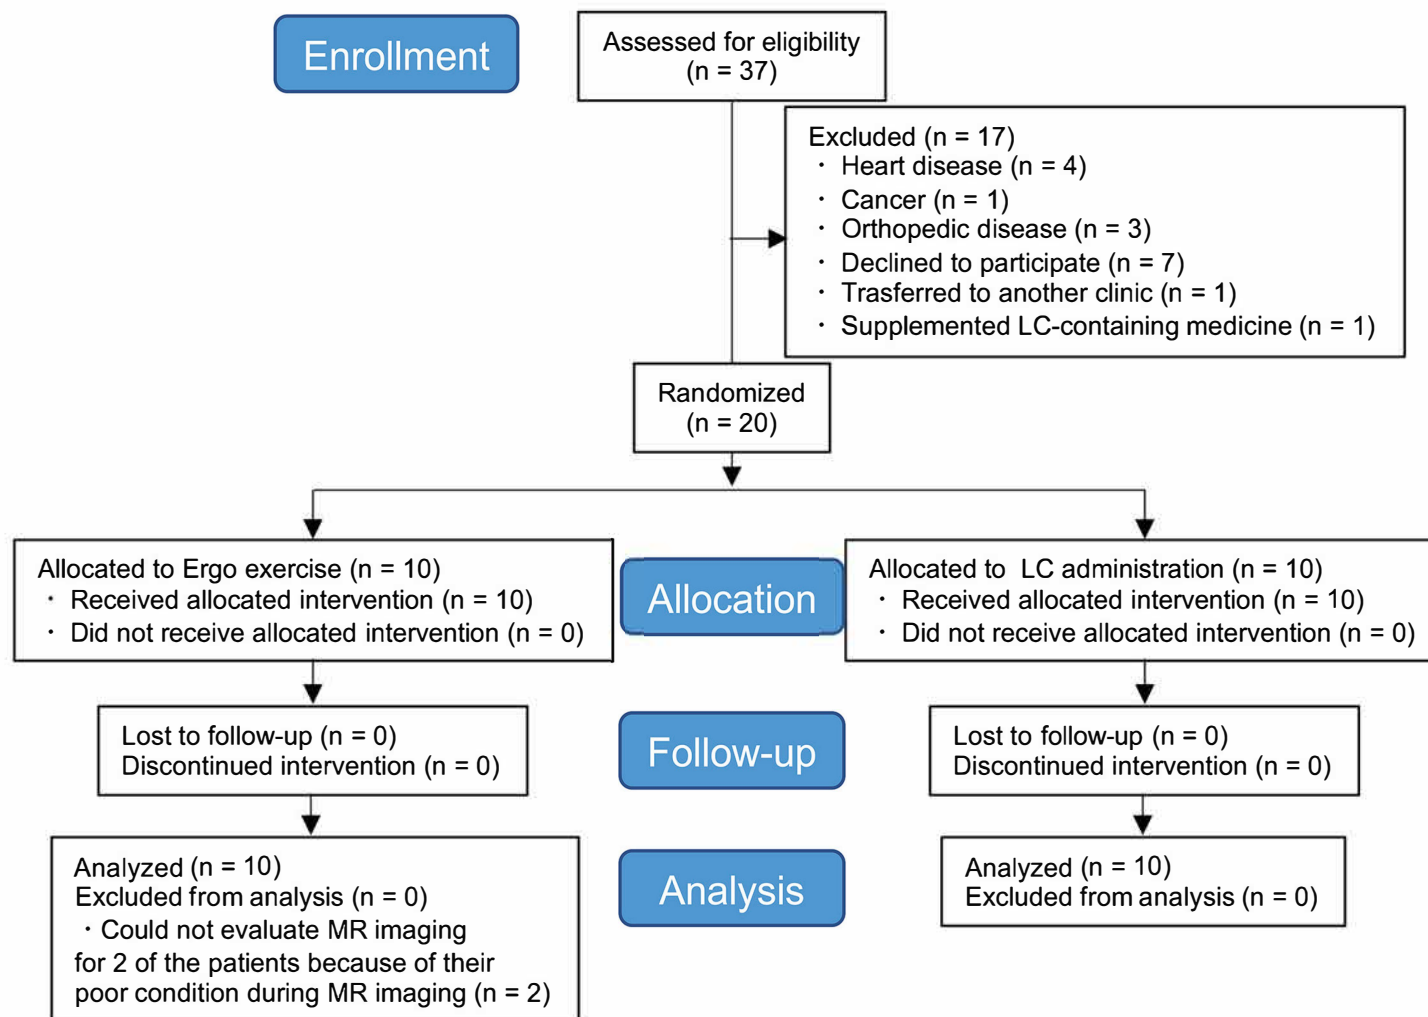 Enrollment
Assessed for eligibility
(n = 37)
Excluded (n = 17)
・ Heart disease (n = 4)
・ Cancer (n = 1)
・ Orthopedic disease (n = 3)
・ Declined to participate (n = 7)
・ Trasferred to another clinic (n = 1)
・ Supplemented LC-containing medicine (n = 1)
Randomized
(n = 20)
Allocated to Ergo exercise (n = 10)
・ Received allocated intervention (n = 10)
・ Did not receive allocated intervention (n = 0)
Allocation
Allocated to LC administration (n = 10)
・ Received allocated intervention (n = 10)
・ Did not receive allocated intervention (n = 0)
Lost to follow-up (n = 0)
Discontinued intervention (n = 0)
Follow-up
Lost to follow-up (n = 0)
Discontinued intervention (n = 0)
Analyzed (n = 10)
Excluded from analysis (n = 0)
・Could not evaluate MR imaging
for 2 of the patients because of their
poor condition during MR imaging (n = 2)
Analysis
Analyzed (n = 10)
Excluded from analysis (n = 0)